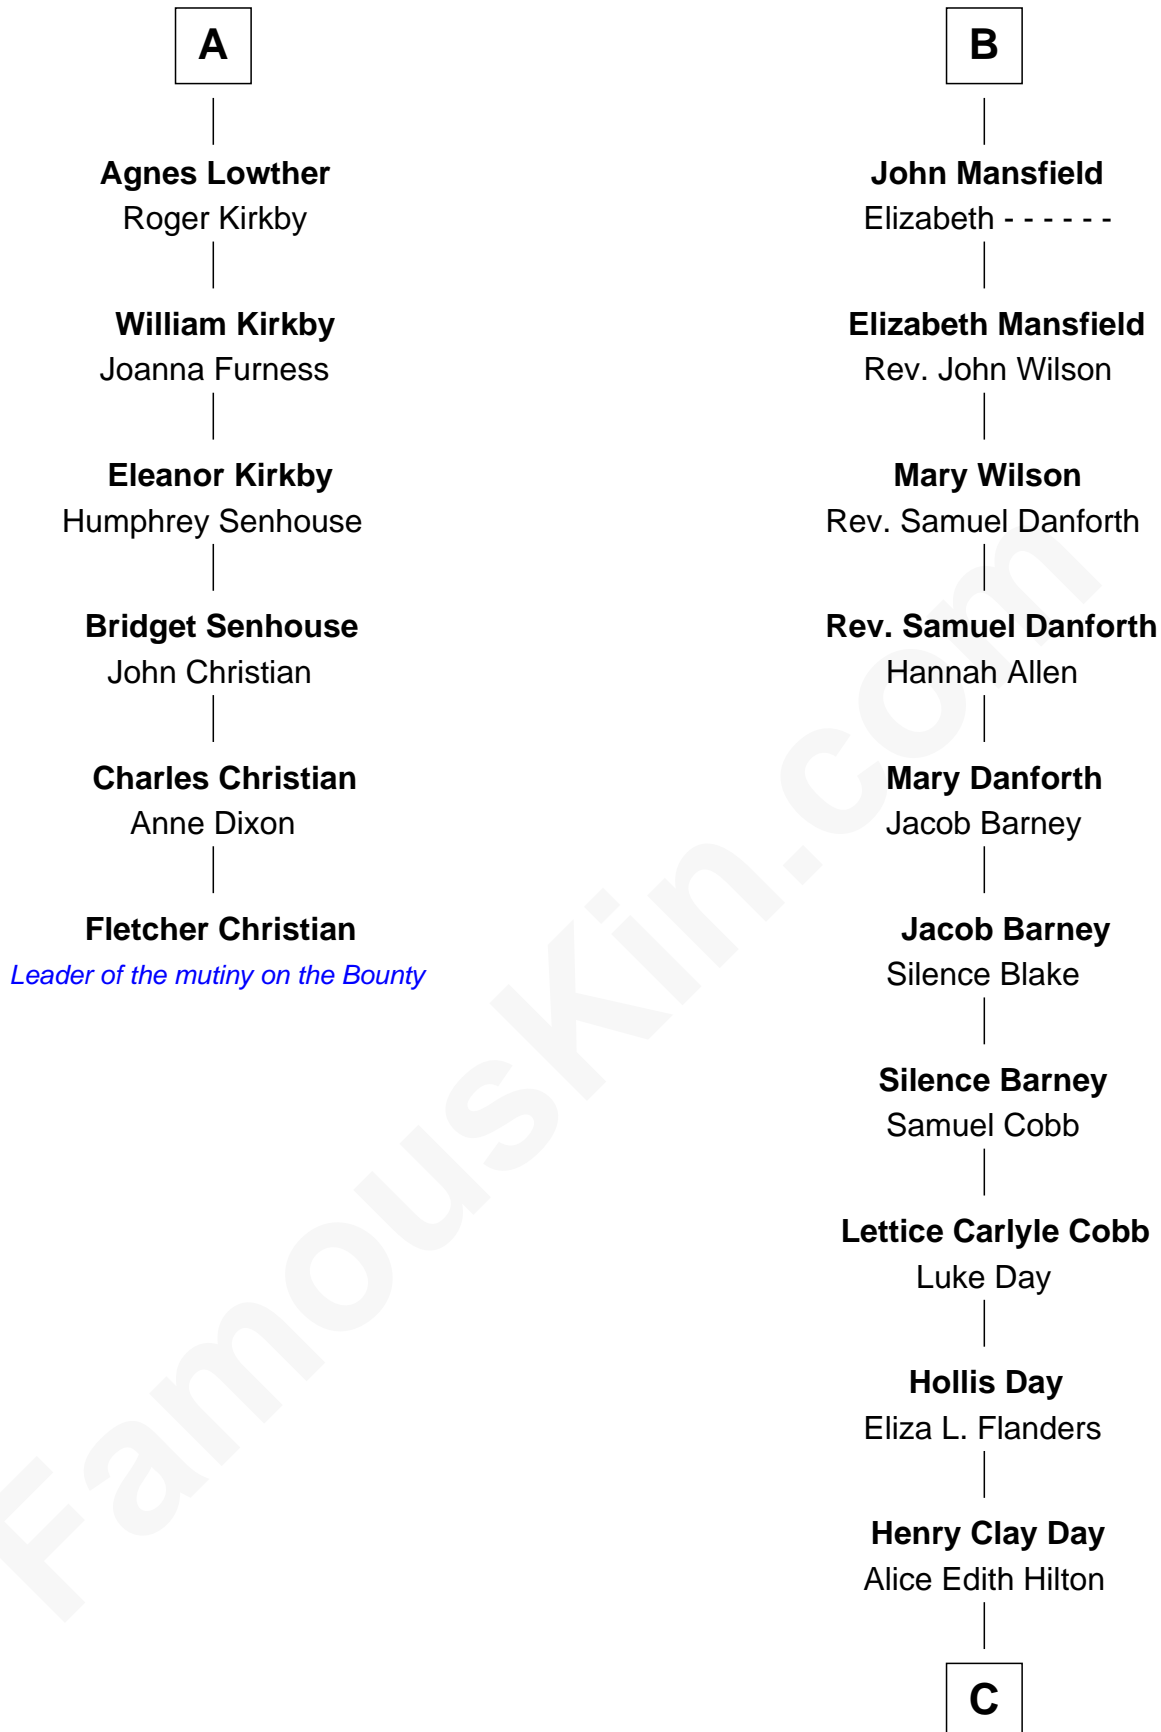 A
Agnes Lowther
Roger Kirkby
William Kirkby
Joanna Furness
Eleanor Kirkby
Humphrey Senhouse
Bridget Senhouse
John Christian
Charles Christian
Anne Dixon
Fletcher Christian
Leader of the mutiny on the Bounty
B
John Mansfield
Elizabeth - - - - - -
Elizabeth Mansfield
Rev. John Wilson
Mary Wilson
Rev. Samuel Danforth
Rev. Samuel Danforth
Hannah Allen
Mary Danforth
Jacob Barney
Jacob Barney
Silence Blake
Silence Barney
Samuel Cobb
Lettice Carlyle Cobb
Luke Day
Hollis Day
Eliza L. Flanders
Henry Clay Day
Alice Edith Hilton
C
FamousKin.com